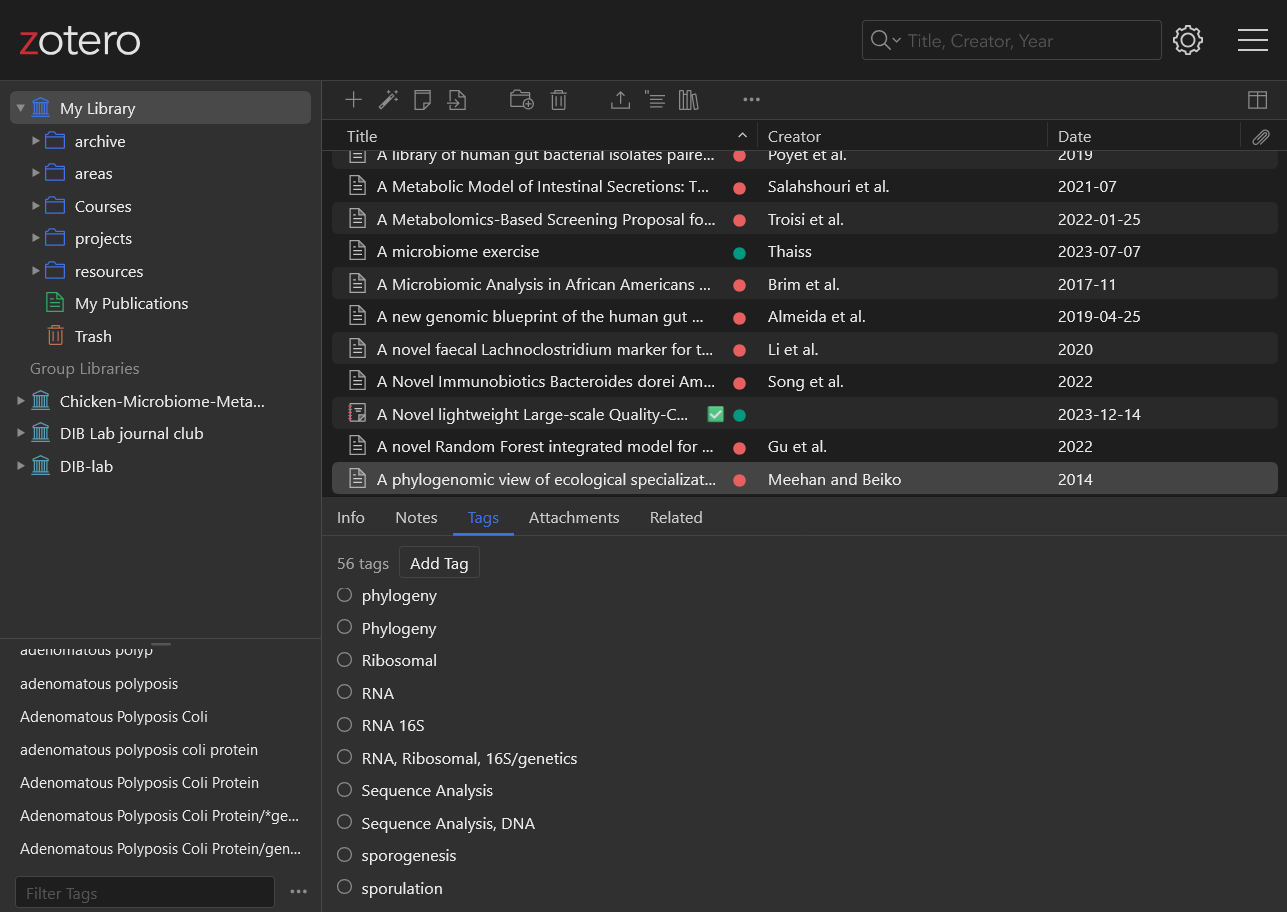 zotero
Title, Creator, Year
My Library
archive
areas
Courses
projects
resources
My Publications
Trash
Group Libraries
Chicken-Microbiome-Meta...
DIB Lab journal club
DIB-lab
adenomatous polyp
adenomatous polyposis
Adenomatous Polyposis Coli
adenomatous polyposis coli protein
Adenomatous Polyposis Coli Protein
Adenomatous Polyposis Coli Protein/*ge...
Adenomatous Polyposis Coli Protein/gen...
Filter Tags
Title Creator Date
A library of human gut bacterial isolates paire... Poyet et al. 2019
A Metabolic Model of Intestinal Secretions: T... Salahshouri et al. 2021-07
A Metabolomics-Based Screening Proposal fo... Troisi et al. 2022-01-25
A microbiome exercise Thaiss 2023-07-07
A Microbiomic Analysis in African Americans ... Brim et al. 2017-11
A new genomic blueprint of the human gut ... Almeida et al. 2019-04-25
A novel faecal Lachnoclostridium marker for t... Li et al. 2020
A Novel Immunobiotics Bacteroides dorei Am... Song et al. 2022
A Novel lightweight Large-scale Quality-C... ✅ 2023-12-14
A novel Random Forest integrated model for ... Gu et al. 2022
A phylogenomic view of ecological specializat... Meehan and Beiko 2014
Info Notes Tags Attachments Related
56 tags Add Tag
phylogeny
Phylogeny
Ribosomal
RNA
RNA 16S
RNA, Ribosomal, 16S/genetics
Sequence Analysis
Sequence Analysis, DNA
sporogenesis
sporulation